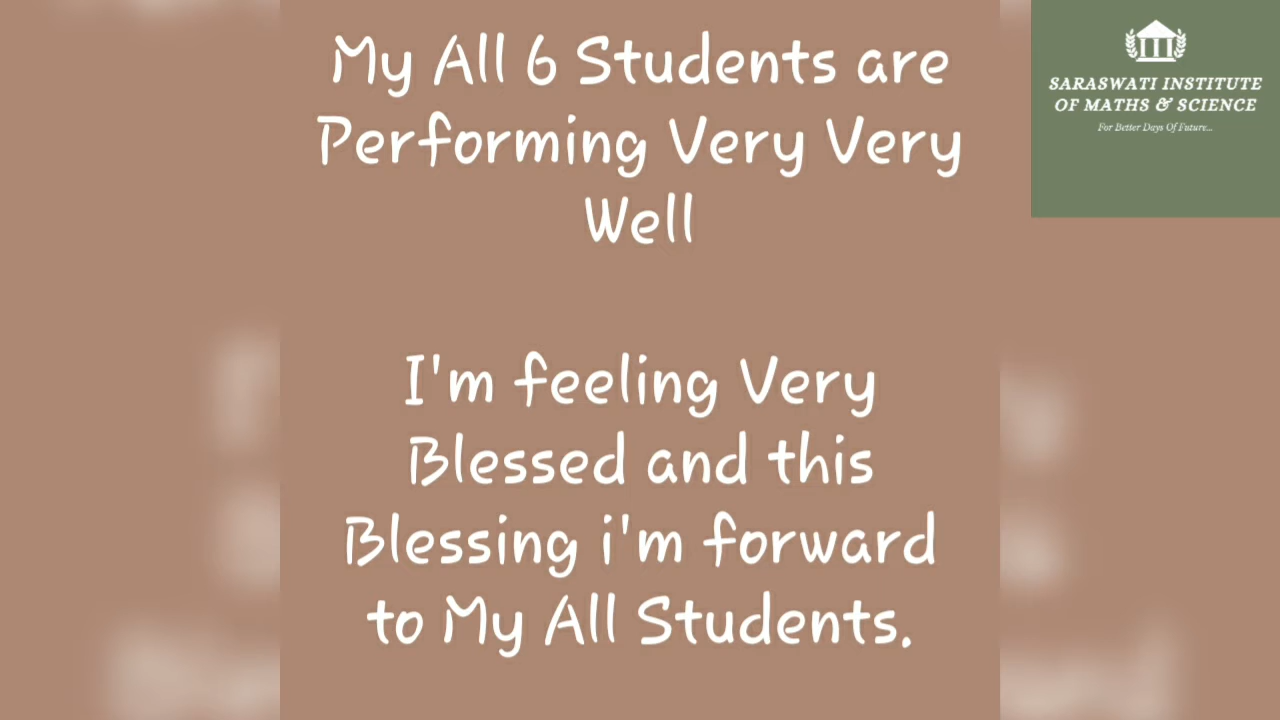 My All 6 Students are
Performing Very Very
Well
I'm feeling Very
Blessed and this
Blessing i'm forward
to My All Students.
SARASWATI INSTITUTE
OF MATHS & SCIENCE
For Better Days Of Future...